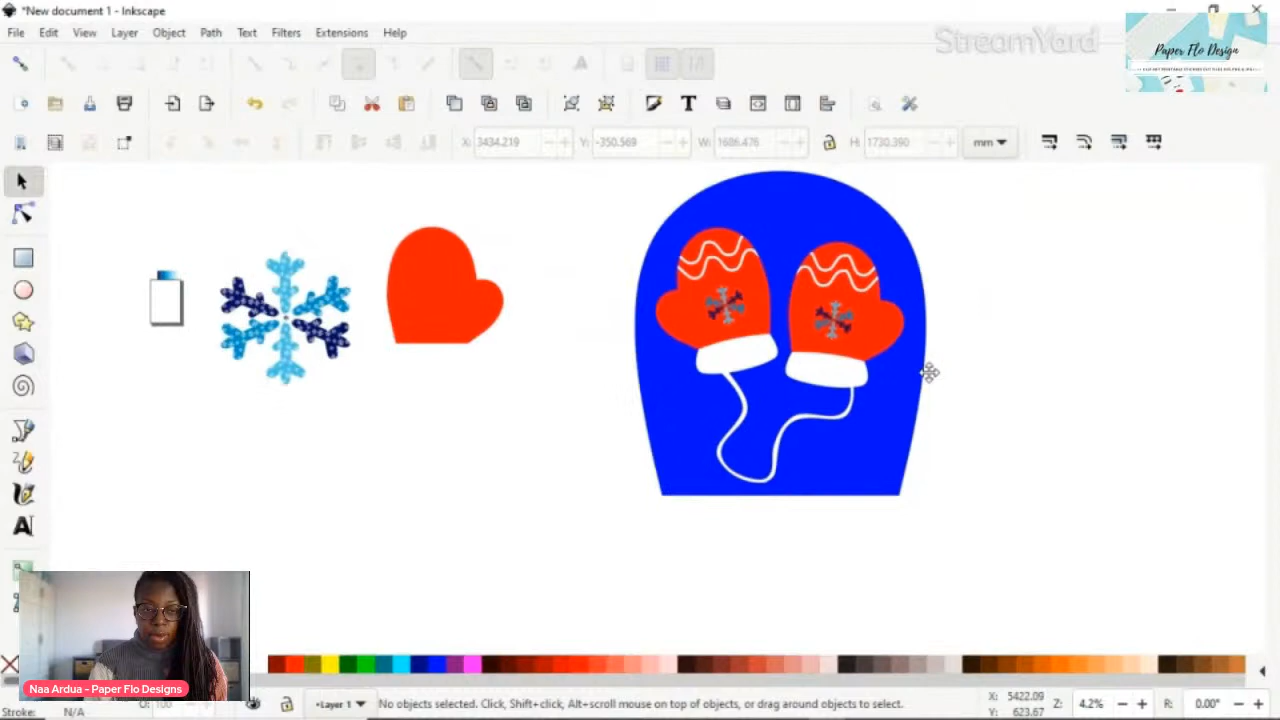 *New document 1 - Inkscape
File Edit View Layer Object Path Text Filters Extensions Help
StreamYard
Paper Flo Design
X: 3434.219 Y: -350.569 W: 1686.476 H: 1730.390 mm
Naa Ardua - Paper Flo Designs
O: 100
Layer 1
No objects selected. Click, Shift+click, Alt+scroll mouse on top of objects, or drag around objects to select.
X: 5422.09
Y: 623.67
Z: 4.2% R: 0.00°
Stroke: N/A